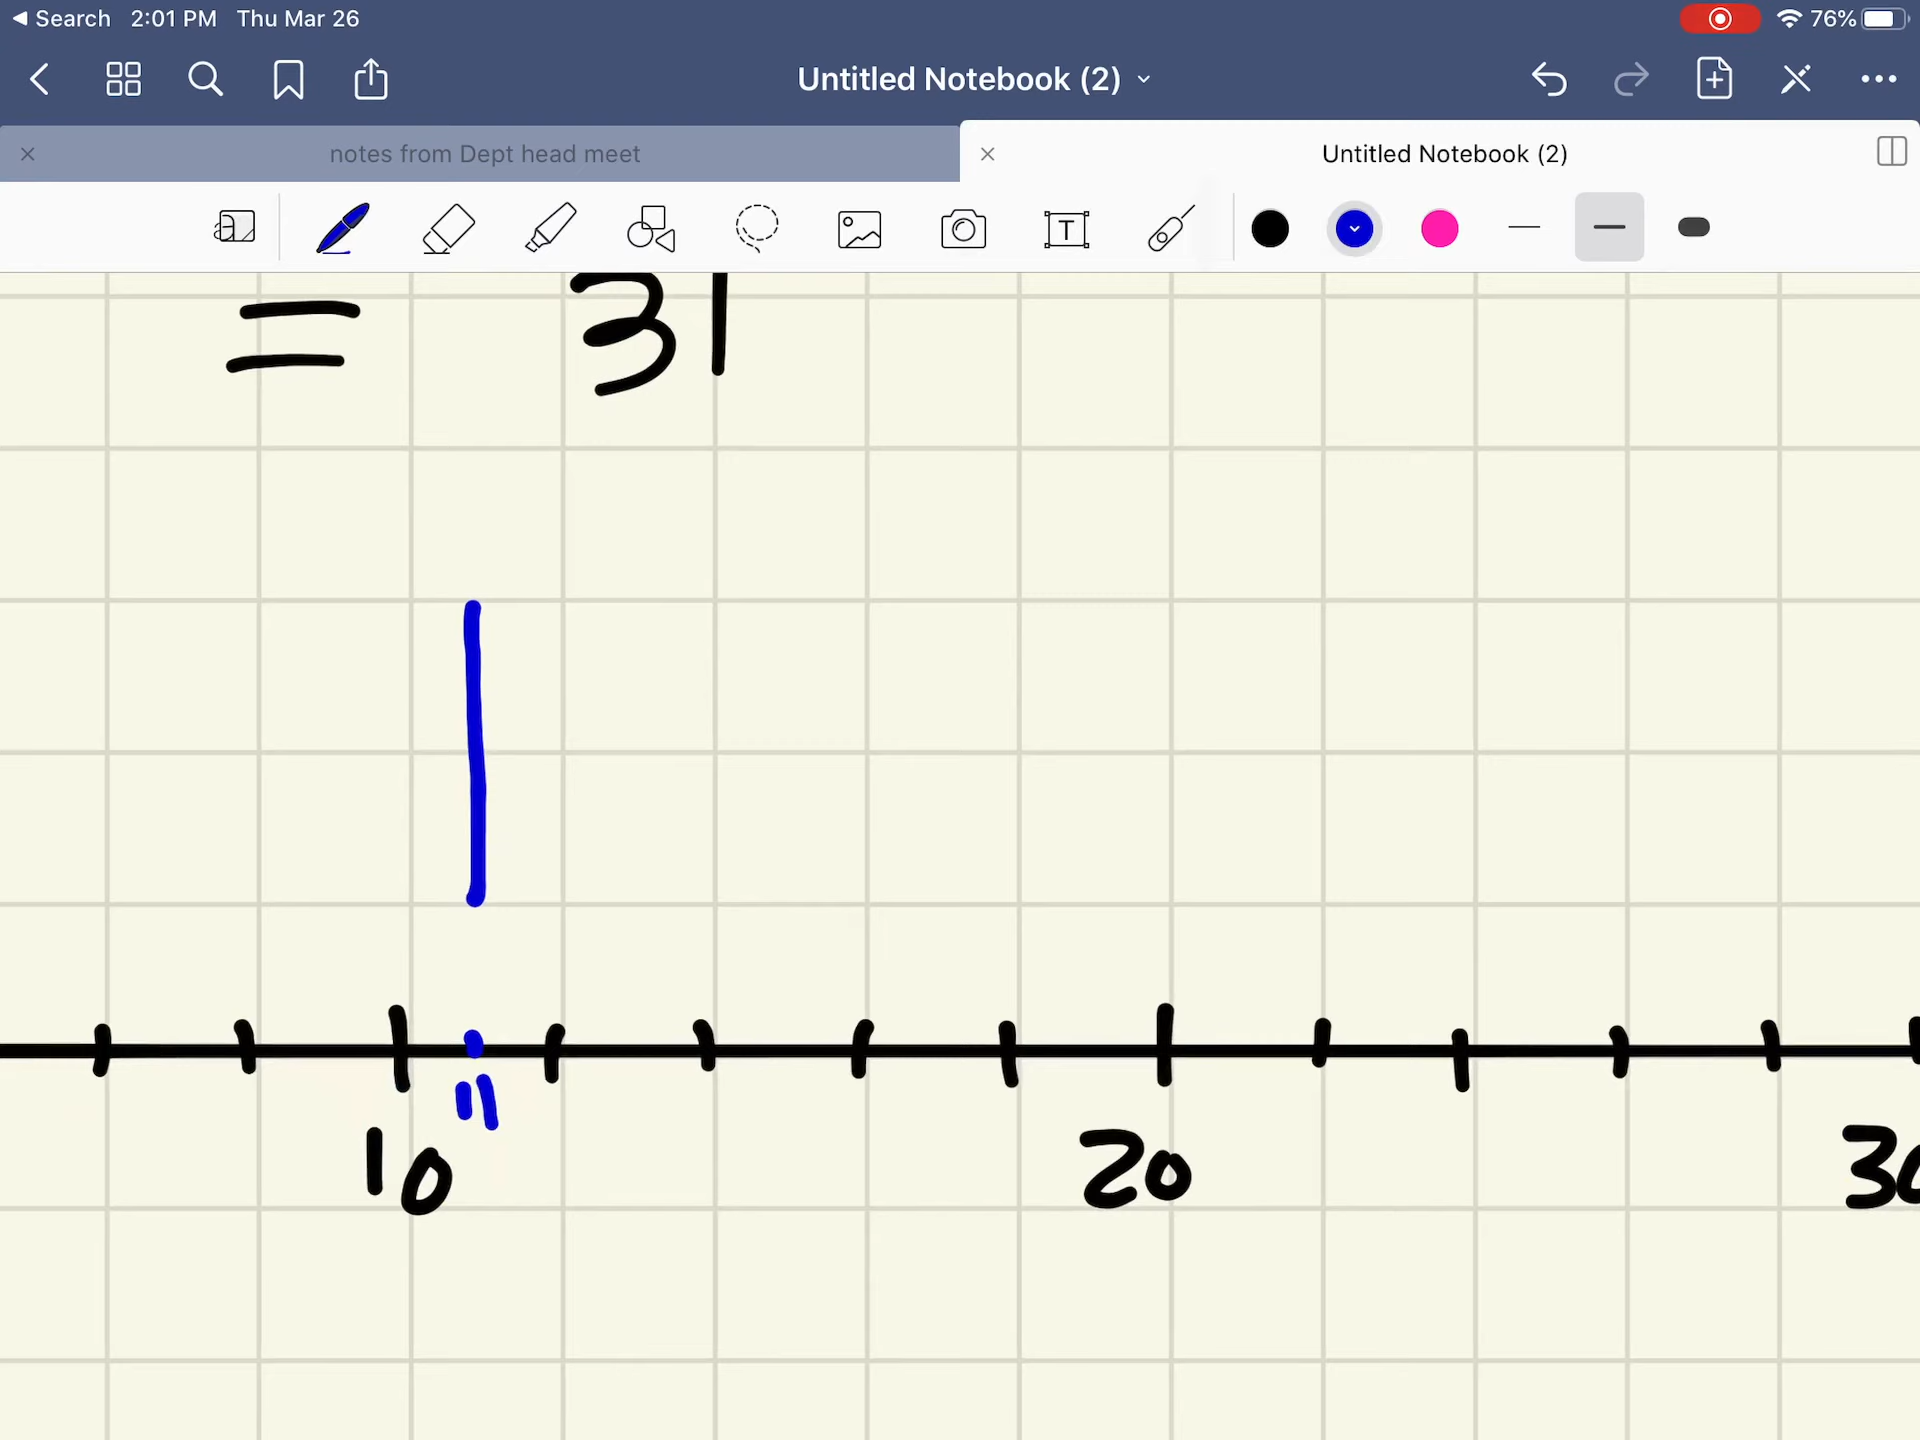 Search 2:01 PM Thu Mar 26 76%
Untitled Notebook (2)
notes from Dept head meet Untitled Notebook (2)
= 31
11
10 20 30